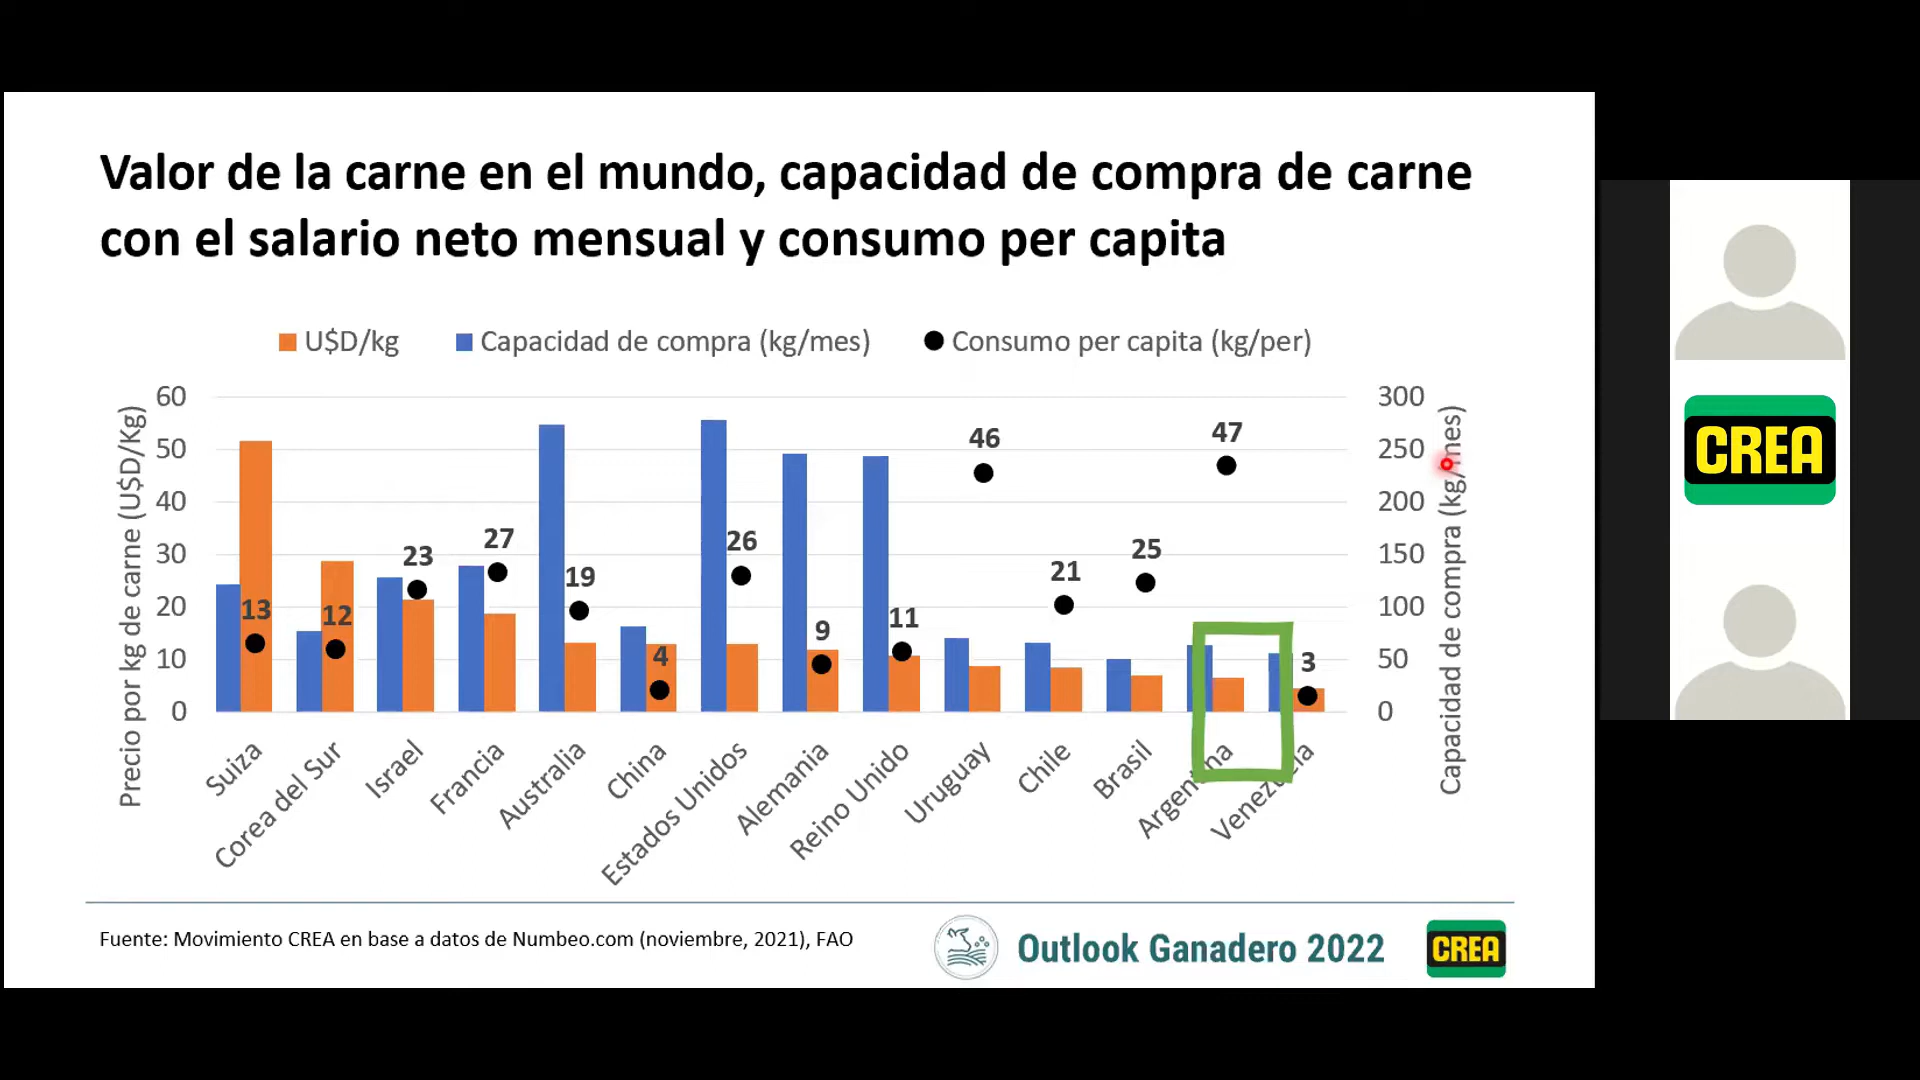 Valor de la carne en el mundo, capacidad de compra de carne
con el salario neto mensual y consumo per capita
U$D/kg
Capacidad de compra (kg/mes)
Consumo per capita (kg/per)
Precio por kg de carne (U$D/Kg)
60
50
40
30
20
10
0
13
12
23
27
19
4
26
9
11
46
21
25
47
3
300
250
200
150
100
50
0
Capacidad de compra (kg/mes)
Suiza
Corea del Sur
Israel
Francia
Australia
China
Estados Unidos
Alemania
Reino Unido
Uruguay
Chile
Brasil
Argentina
Venezuela
Fuente: Movimiento CREA en base a datos de Numbeo.com (noviembre, 2021), FAO
Outlook Ganadero 2022
CREA
CREA